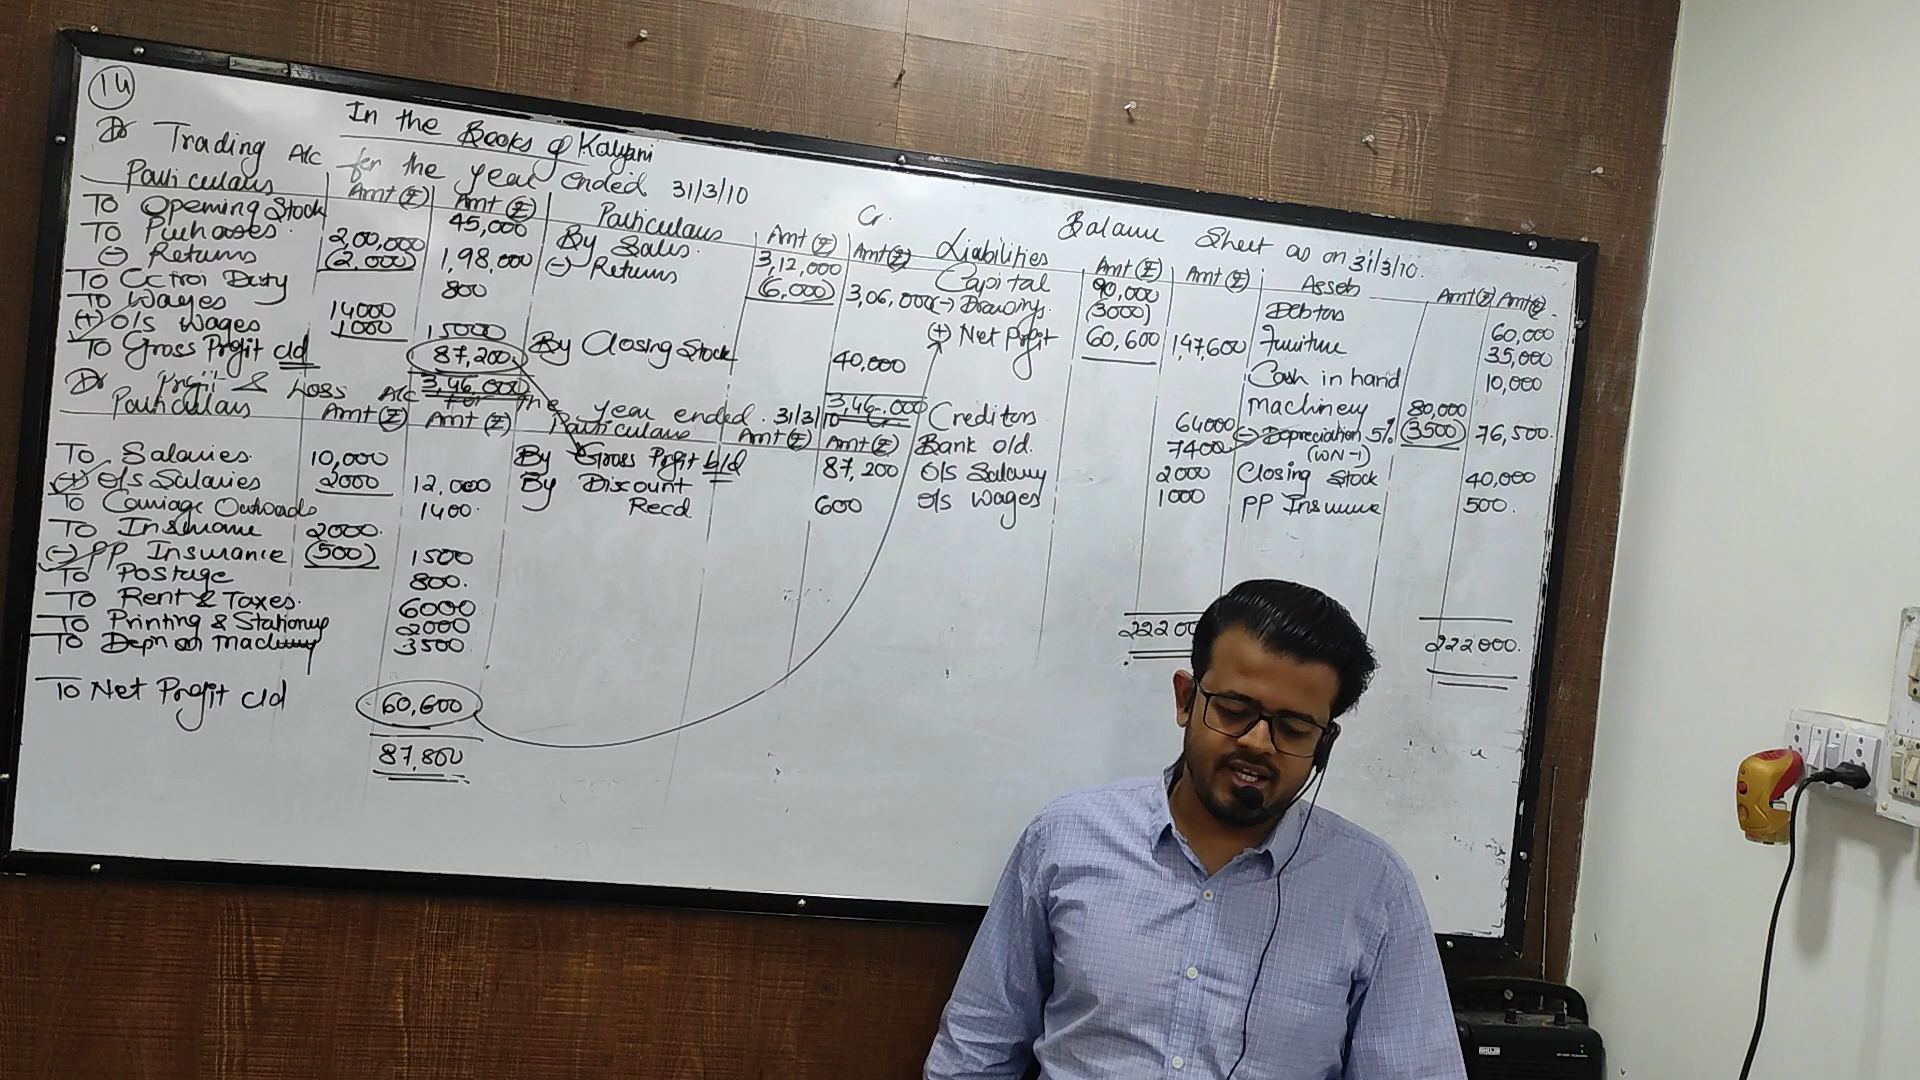 14
In the Books of Kalyani
Dr Trading A/c for the year ended 31/3/10 Cr.
Particulars Amt (₹) Amt (₹) Particulars Amt (₹) Amt (₹)
To Opening Stock 45,000 By Sales. 3,12,000
To Purchases. 2,00,000 (-) Returns (6,000) 3,06,000
(-) Returns (2,000) 1,98,000
To Octroi Duty 800
To Wages 14000
(+) O/S Wages 1000 15000 By Closing Stock 40,000
To Gross Profit c/d 87,200
3,46,000 3,46,000
Dr Profit & Loss A/c for the year ended 31/3/10
Particulars Amt (₹) Amt (₹) Particulars Amt (₹) Amt (₹)
To Salaries 10,000 By Gross Profit b/d 87,200
(+) O/S Salaries 2000 12,000 By Discount
To Carriage Outwards 1400. Recd 600
To Insurance 2000.
(-) PP Insurance (500) 1500
To Postage 800.
To Rent & Taxes. 6000
To Printing & Stationery 2000
To Depn on Machinery 3500
To Net Profit c/d 60,600
87,800
Balance Sheet as on 31/3/10.
Liabilities Amt (₹) Amt (₹) Assets Amt (₹) Amt (₹)
Capital 90,000 Debtors 60,000
(-) Drawings. (3000) Furniture 35,000
(+) Net Profit 60,600 1,47,600 Cash in hand 10,000
Creditors 64000 Machinery 80,000
Bank o/d. 7400 (-) Depreciation 5% (3500) 76,500.
(WN-1)
O/S Salary 2000 Closing Stock 40,000
O/S Wages 1000 PP Insurance 500.
222000.